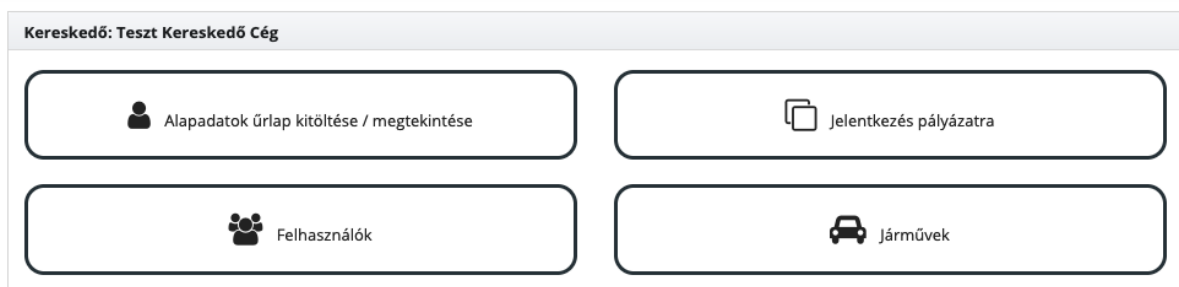 Kereskedő: Teszt Kereskedő Cég
Alapadatok űrlap kitöltése / megtekintése
Jelentkezés pályázatra
Felhasználók
Járművek